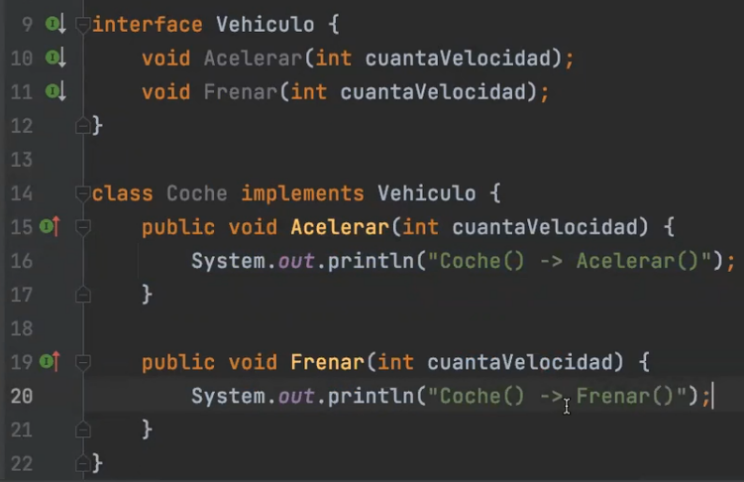 9 interface Vehiculo {
10 void Acelerar(int cuantaVelocidad);
11 void Frenar(int cuantaVelocidad);
12 }
13
14 class Coche implements Vehiculo {
15 public void Acelerar(int cuantaVelocidad) {
16 System.out.println("Coche() -> Acelerar()");
17 }
18
19 public void Frenar(int cuantaVelocidad) {
20 System.out.println("Coche() -> Frenar()");
21 }
22 }